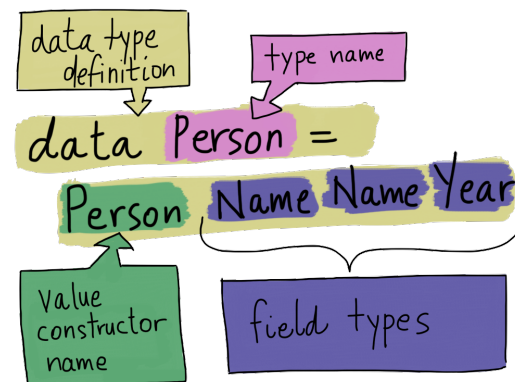 data type
definition
type name
data Person =
Person Name Name Year
value
constructor
name
field types